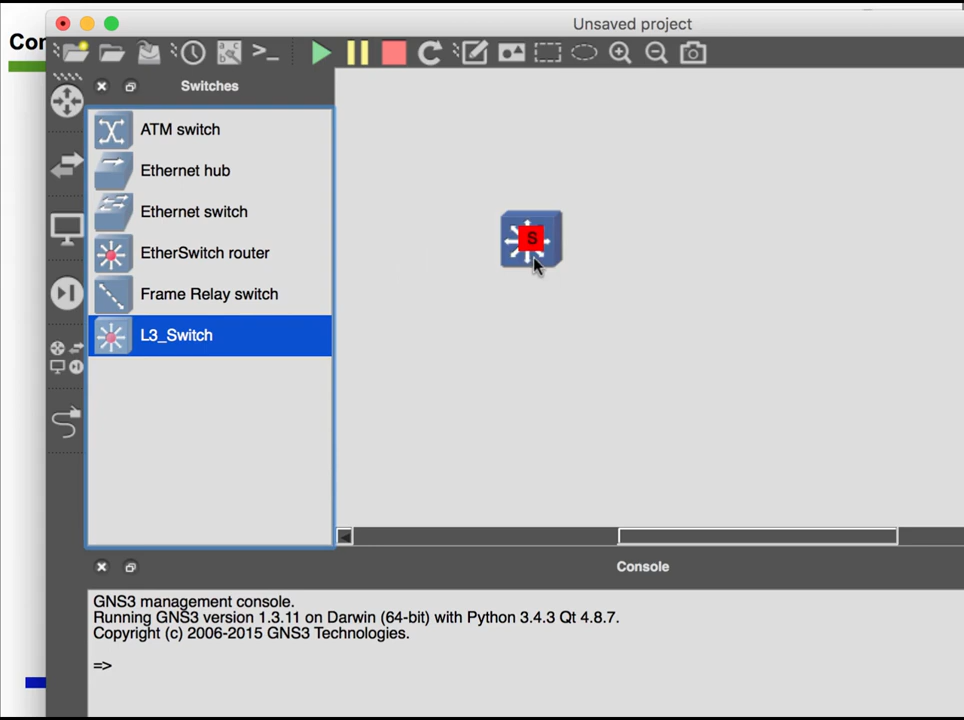 Unsaved project
Cor
Switches
ATM switch
Ethernet hub
Ethernet switch
EtherSwitch router
Frame Relay switch
L3_Switch
S
Console
GNS3 management console.
Running GNS3 version 1.3.11 on Darwin (64-bit) with Python 3.4.3 Qt 4.8.7.
Copyright (c) 2006-2015 GNS3 Technologies.
=>